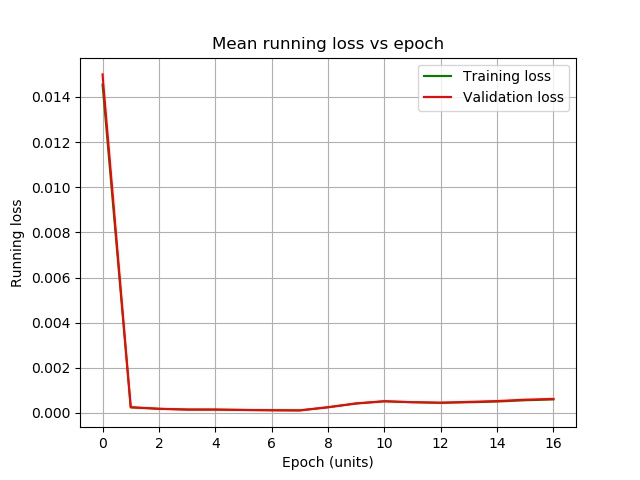 Mean running loss vs epoch
Training loss
Validation loss
0.014
0.012
0.010
0.008
0.006
0.004
0.002
0.000
Running loss
0 2 4 6 8 10 12 14 16
Epoch (units)